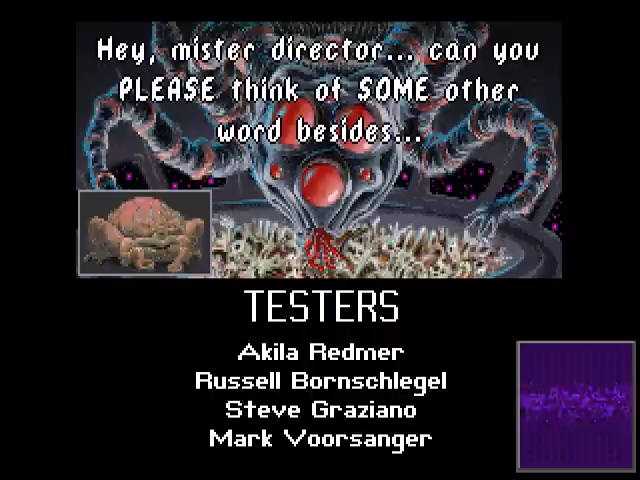 Hey, mister director... can you
PLEASE think of SOME other
word besides...
TESTERS
Akila Redmer
Russell Bornschlegel
Steve Graziano
Mark Voorsanger